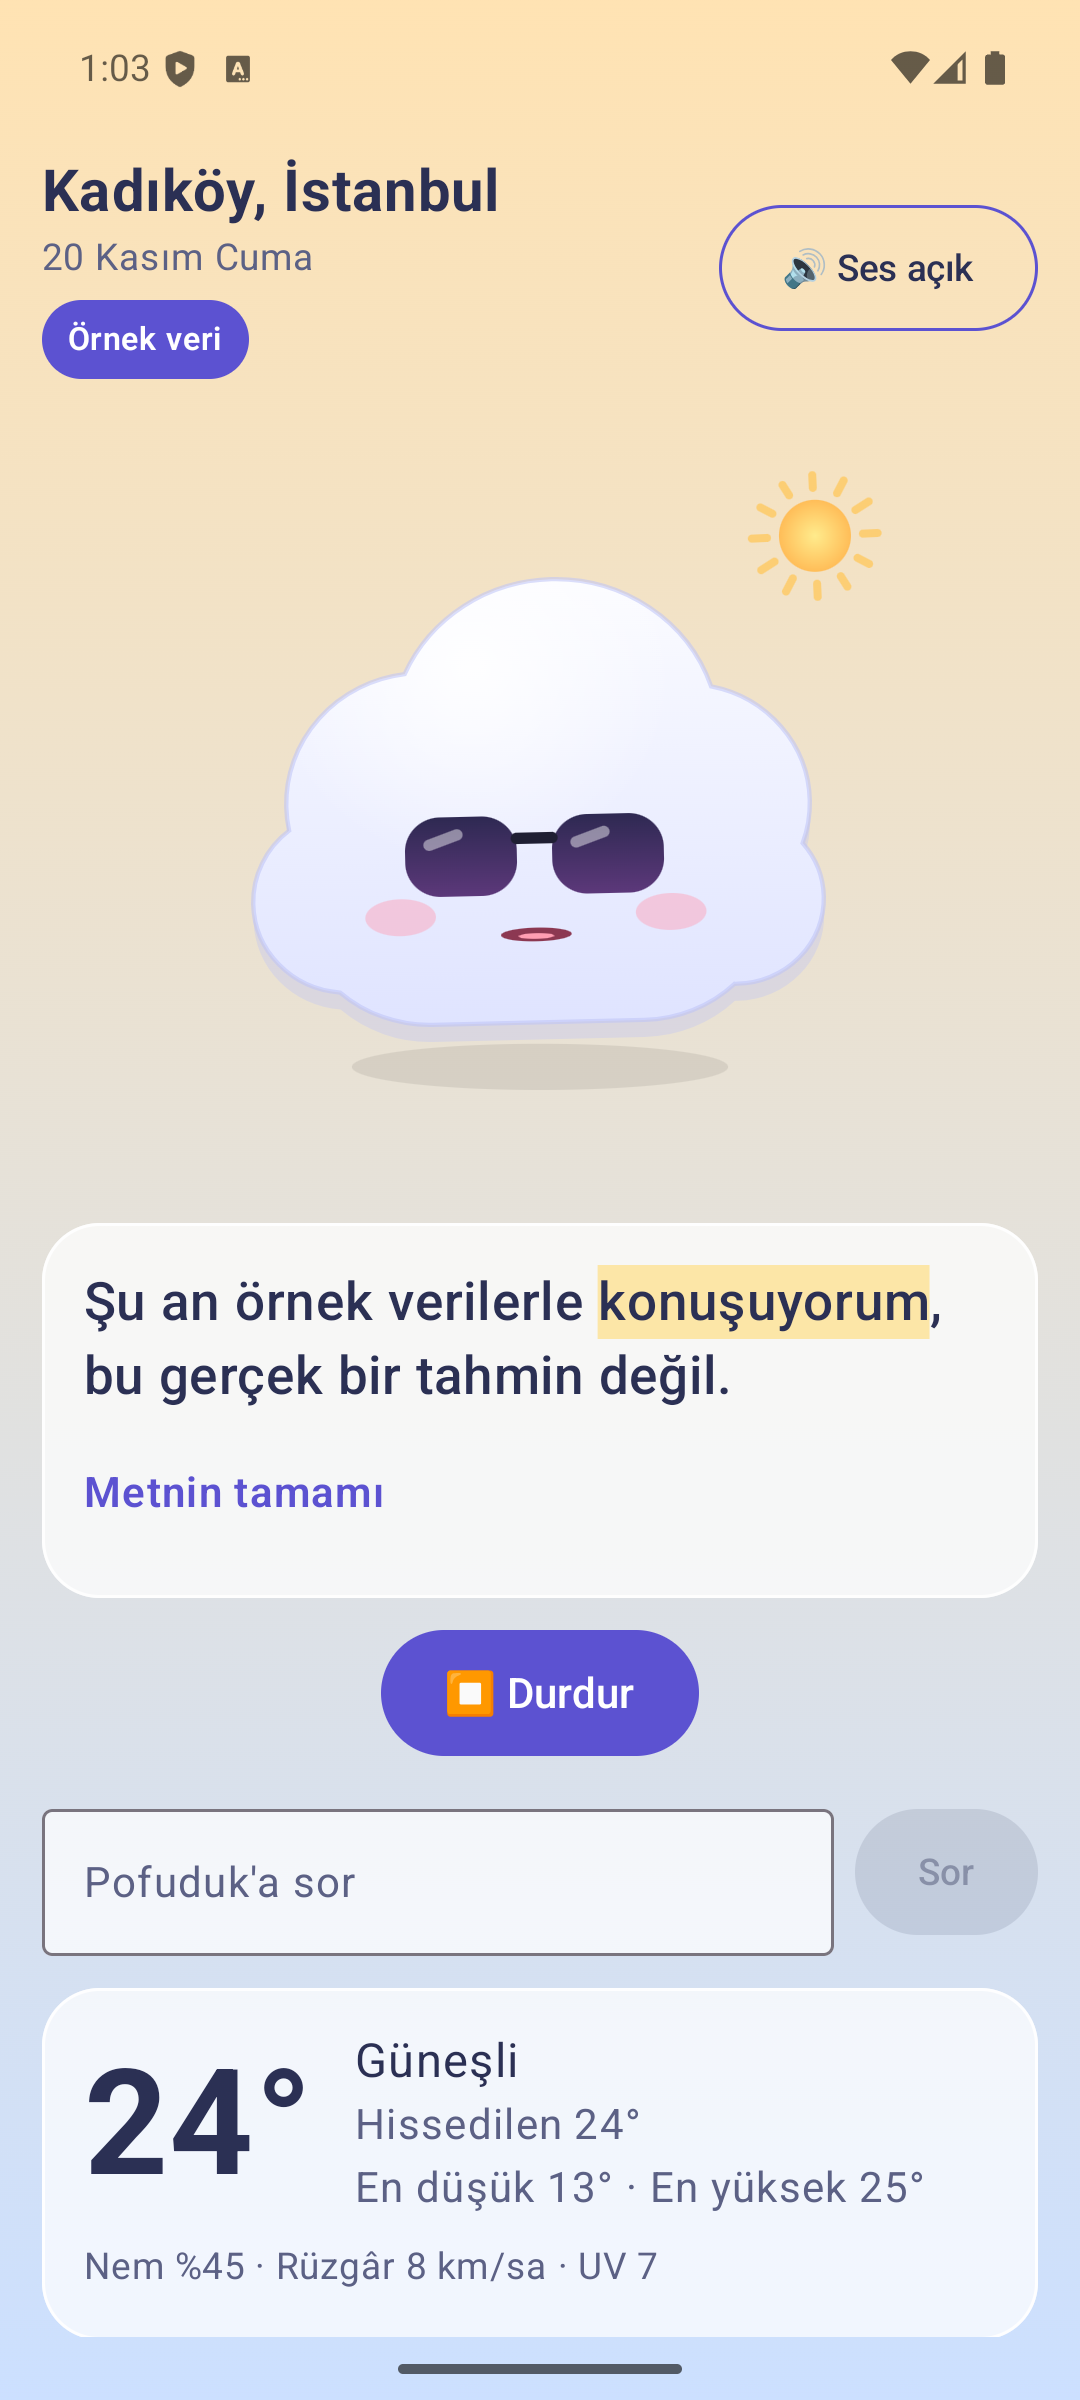 1:03
Kadıköy, İstanbul
20 Kasım Cuma
Örnek veri
🔊 Ses açık
Şu an örnek verilerle konuşuyorum,
bu gerçek bir tahmin değil.
Metnin tamamı
⏹️ Durdur
Pofuduk'a sor
Sor
24°
Güneşli
Hissedilen 24°
En düşük 13° · En yüksek 25°
Nem %45 · Rüzgâr 8 km/sa · UV 7